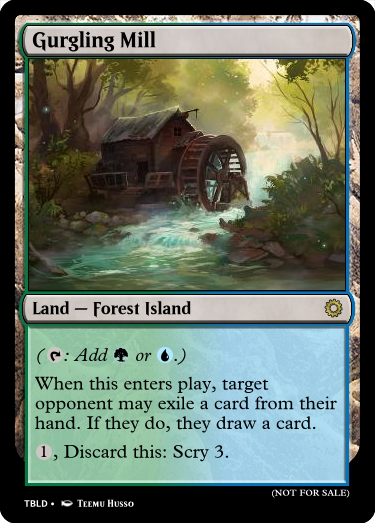 Gurgling Mill
Land — Forest Island
( : Add or .)
When this enters play, target
opponent may exile a card from their
hand. If they do, they draw a card.
1, Discard this: Scry 3.
(NOT FOR SALE)
TBLD • Teemu Husso